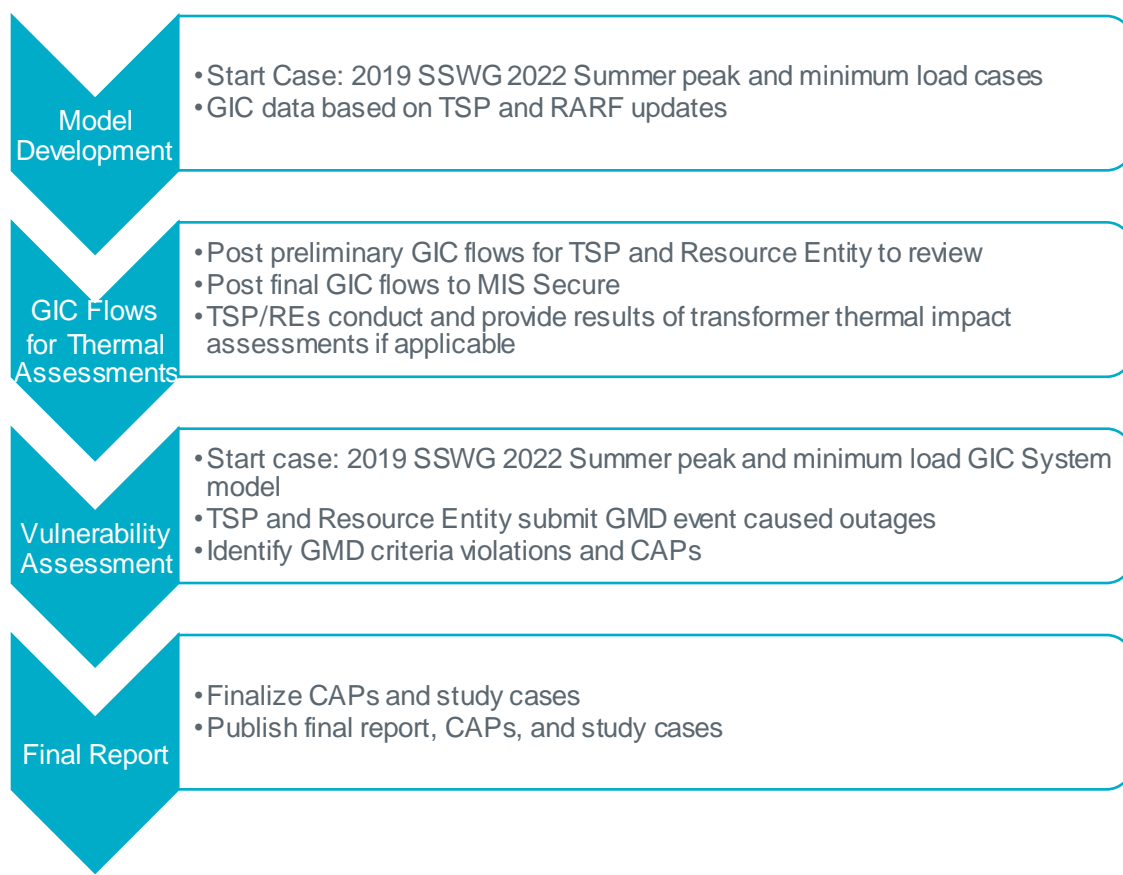 Model
Development
•Start Case: 2019 SSWG 2022 Summer peak and minimum load cases
•GIC data based on TSP and RARF updates
GIC Flows
for Thermal
Assessments
•Post preliminary GIC flows for TSP and Resource Entity to review
•Post final GIC flows to MIS Secure
•TSP/REs conduct and provide results of transformer thermal impact
assessments if applicable
Vulnerability
Assessment
•Start case: 2019 SSWG 2022 Summer peak and minimum load GIC System
model
•TSP and Resource Entity submit GMD event caused outages
•Identify GMD criteria violations and CAPs
Final Report
•Finalize CAPs and study cases
•Publish final report, CAPs, and study cases